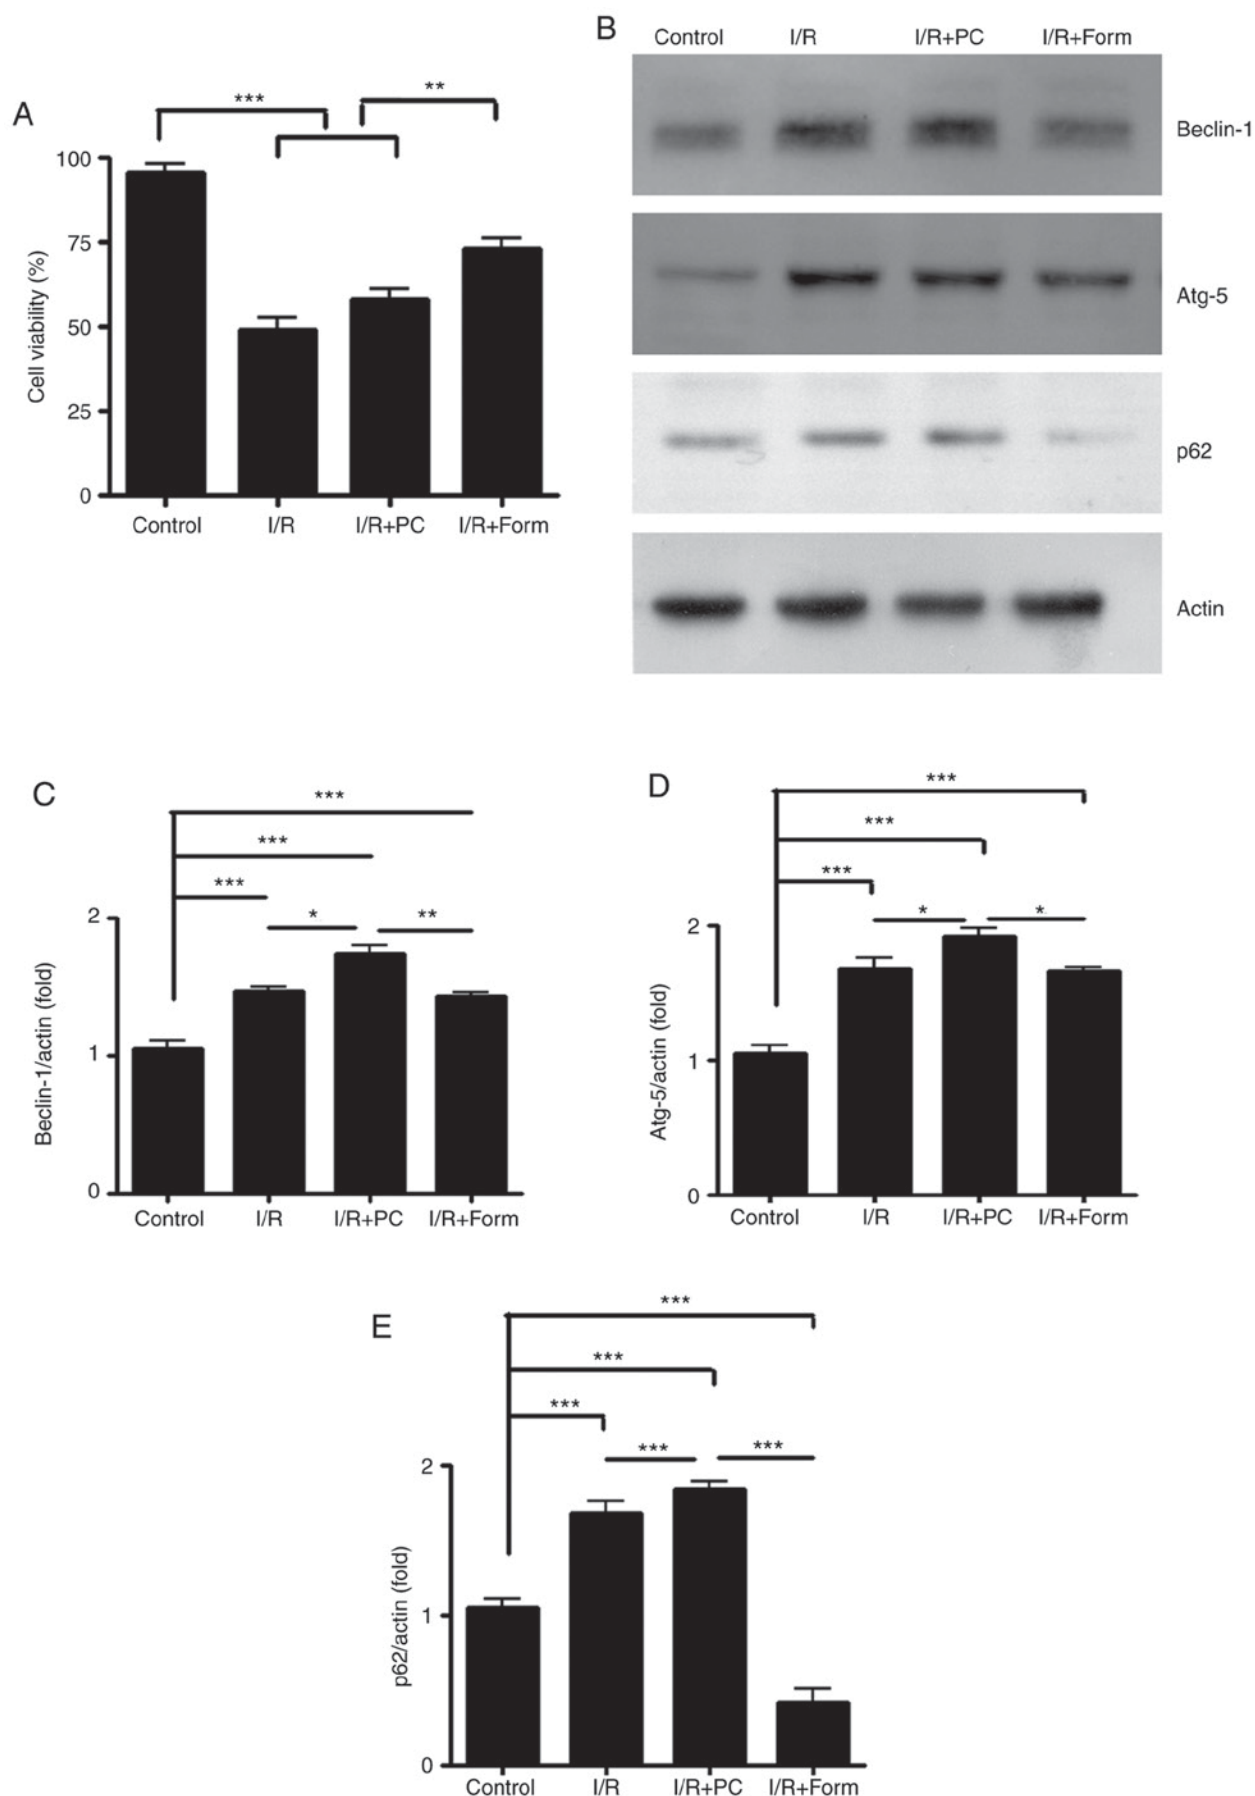 A
***
**
100
75
50
25
0
Cell viability (%)
Control I/R I/R+PC I/R+Form
B
Control I/R I/R+PC I/R+Form
Beclin-1
Atg-5
p62
Actin
C
***
***
***
*
**
2
1
0
Beclin-1/actin (fold)
Control I/R I/R+PC I/R+Form
D
***
***
***
*
*
2
1
0
Atg-5/actin (fold)
Control I/R I/R+PC I/R+Form
E
***
***
***
***
***
2
1
0
p62/actin (fold)
Control I/R I/R+PC I/R+Form